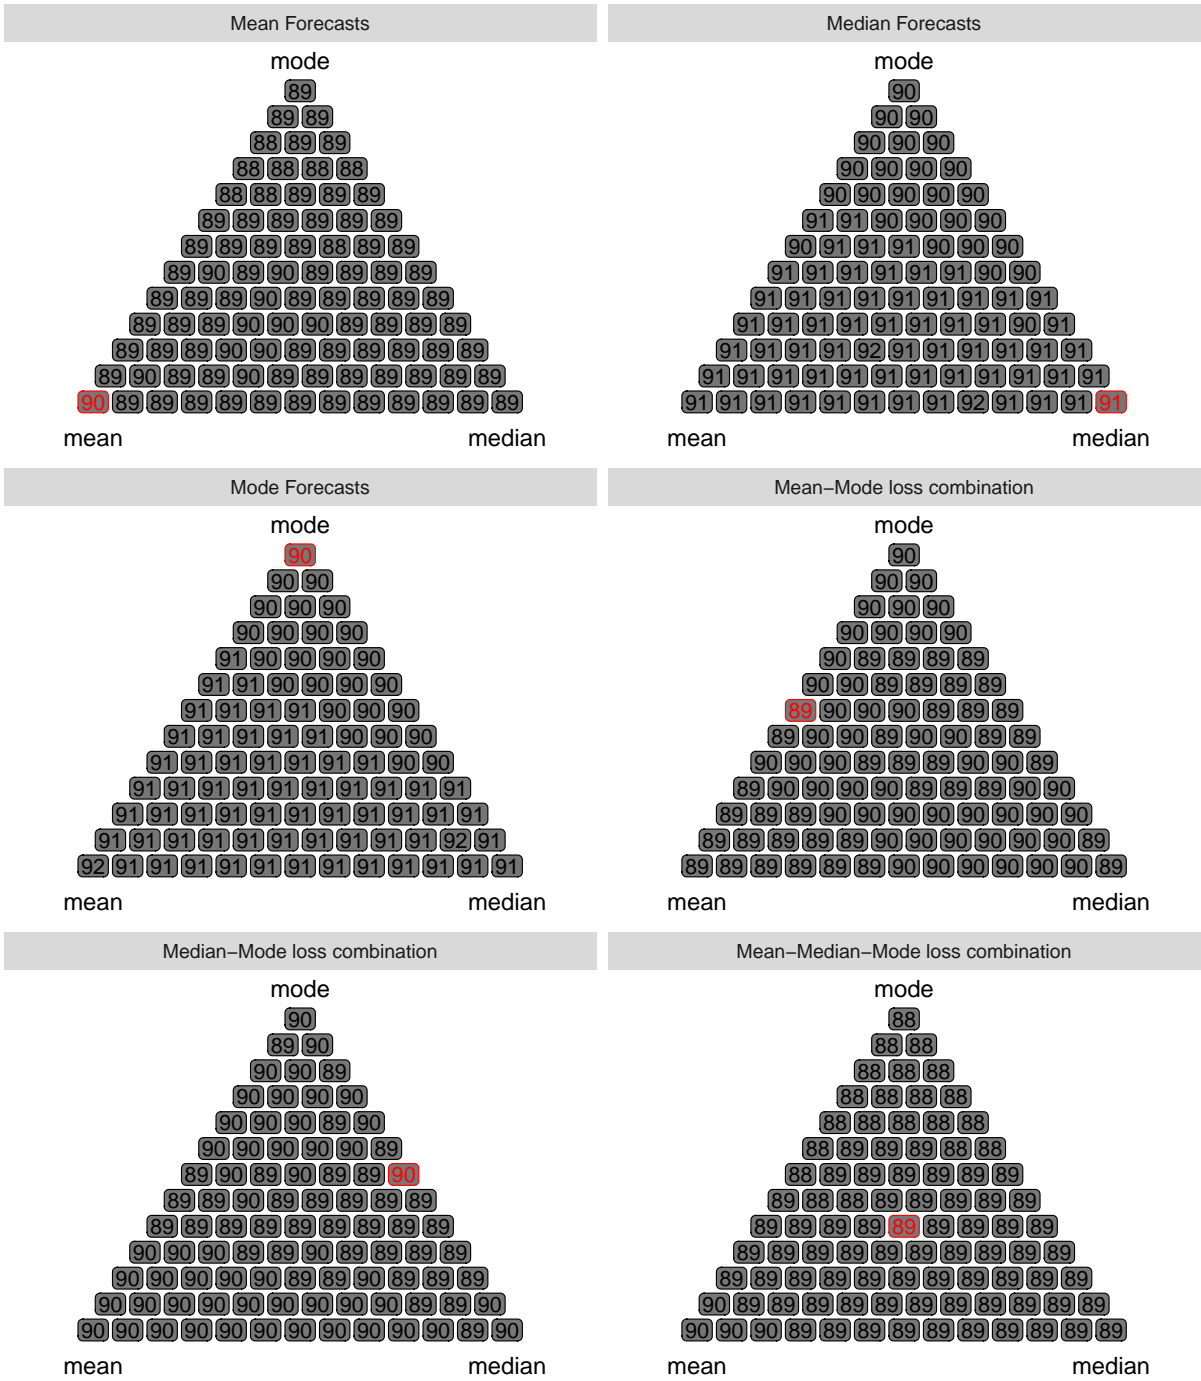 Mean Forecasts
mode
89
89 89
88 89 89
88 88 88 88
88 88 89 89 89
89 89 89 89 89 89
89 89 89 89 88 89 89
89 90 89 90 89 89 89 89
89 89 89 90 89 89 89 89 89
89 89 89 90 90 90 89 89 89 89
89 89 89 90 90 89 89 89 89 89 89
89 90 89 89 90 89 89 89 89 89 89 89
90 89 89 89 89 89 89 89 89 89 89 89 89
mean median
Median Forecasts
mode
90
90 90
90 90 90
90 90 90 90
90 90 90 90 90
91 91 90 90 90 90
90 91 91 91 90 90 90
91 91 91 91 91 91 90 90
91 91 91 91 91 91 91 91 91
91 91 91 91 91 91 91 91 90 91
91 91 91 91 92 91 91 91 91 91 91
91 91 91 91 91 91 91 91 91 91 91 91
91 91 91 91 91 91 91 91 92 91 91 91 91
mean median
Mode Forecasts
mode
90
90 90
90 90 90
90 90 90 90
91 90 90 90 90
91 91 90 90 90 90
91 91 91 91 90 90 90
91 91 91 91 91 90 90 90
91 91 91 91 91 91 91 90 90
91 91 91 91 91 91 91 91 91 91
91 91 91 91 91 91 91 91 91 91 91
91 91 91 91 91 91 91 91 91 91 92 91
92 91 91 91 91 91 91 91 91 91 91 91 91
mean median
Mean−Mode loss combination
mode
90
90 90
90 90 90
90 90 90 90
90 89 89 89 89
90 90 89 89 89 89
89 90 90 90 89 89 89
89 90 90 89 90 90 89 89
90 90 90 89 89 89 90 90 89
89 90 90 90 90 89 89 89 90 90
89 89 89 90 90 90 90 90 90 90 90
89 89 89 89 89 90 90 90 90 90 90 89
89 89 89 89 89 89 90 90 90 90 90 90 89
mean median
Median−Mode loss combination
mode
90
89 90
90 90 89
90 90 90 90
90 90 90 89 90
90 90 90 90 90 89
89 90 89 90 89 89 90
89 89 90 89 89 89 89 89
89 89 89 89 89 89 89 89 89
90 90 90 89 89 90 89 89 89 89
90 90 90 90 90 89 89 90 89 89 89
90 90 90 90 90 90 90 90 90 89 89 90
90 90 90 90 90 90 90 90 90 90 90 89 90
mean median
Mean−Median−Mode loss combination
mode
88
88 88
88 88 88
88 88 88 88
88 88 88 88 88
88 89 89 89 88 88
88 89 89 89 89 89 89
89 88 88 89 89 89 89 89
89 89 89 89 89 89 89 89 89
89 89 89 89 89 89 89 89 89 89
89 89 89 89 89 89 89 89 89 89 89
90 89 89 89 89 89 89 89 89 89 89 89
90 90 90 89 89 89 89 89 89 89 89 89 89
mean median